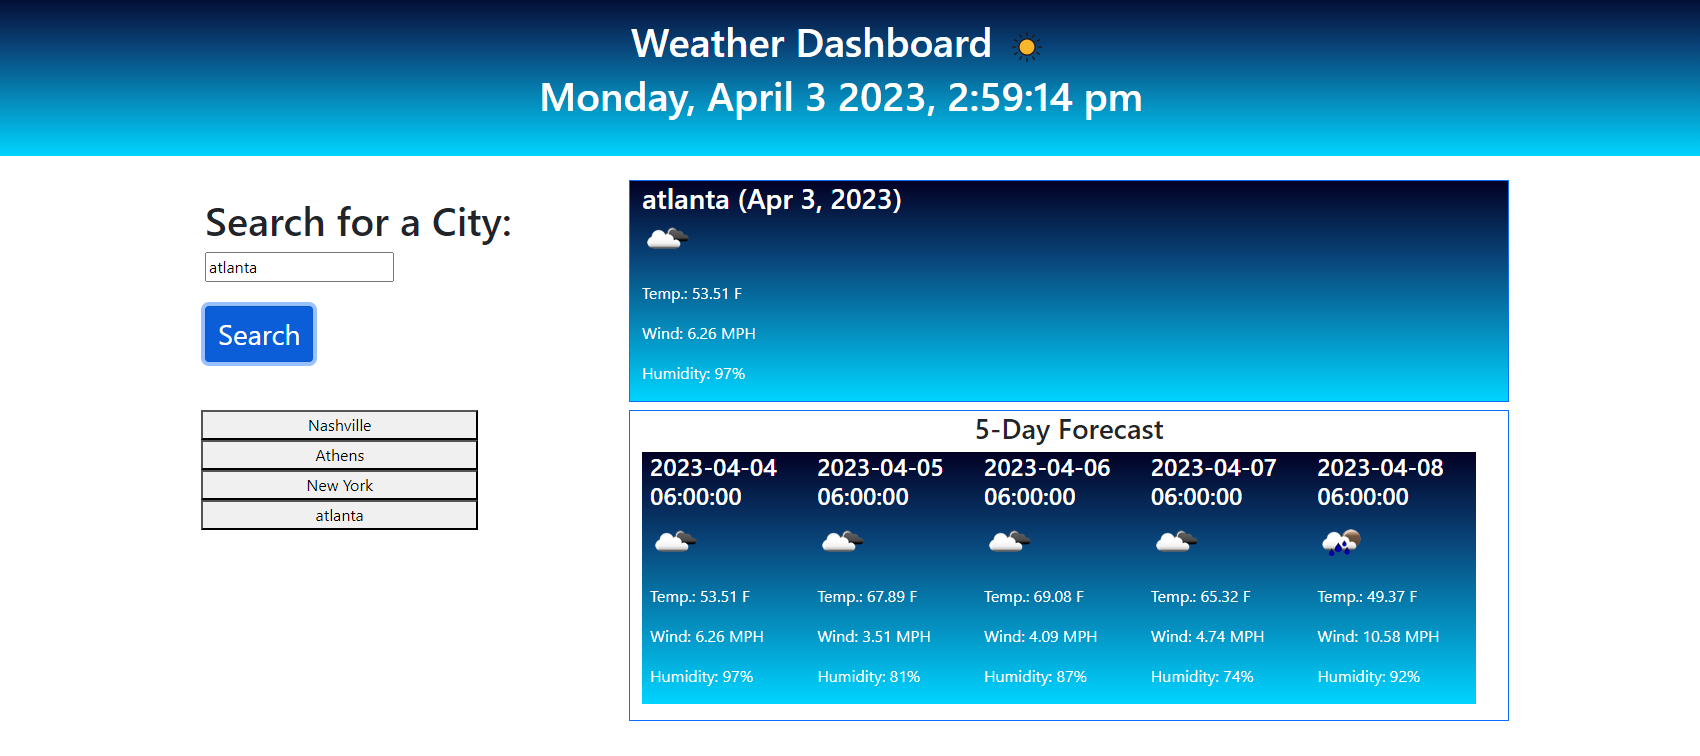 Weather Dashboard
Monday, April 3 2023, 2:59:14 pm
Search for a City:
atlanta
Search
Nashville
Athens
New York
atlanta
atlanta (Apr 3, 2023)
Temp.: 53.51 F
Wind: 6.26 MPH
Humidity: 97%
5-Day Forecast
2023-04-04
06:00:00
Temp.: 53.51 F
Wind: 6.26 MPH
Humidity: 97%
2023-04-05
06:00:00
Temp.: 67.89 F
Wind: 3.51 MPH
Humidity: 81%
2023-04-06
06:00:00
Temp.: 69.08 F
Wind: 4.09 MPH
Humidity: 87%
2023-04-07
06:00:00
Temp.: 65.32 F
Wind: 4.74 MPH
Humidity: 74%
2023-04-08
06:00:00
Temp.: 49.37 F
Wind: 10.58 MPH
Humidity: 92%